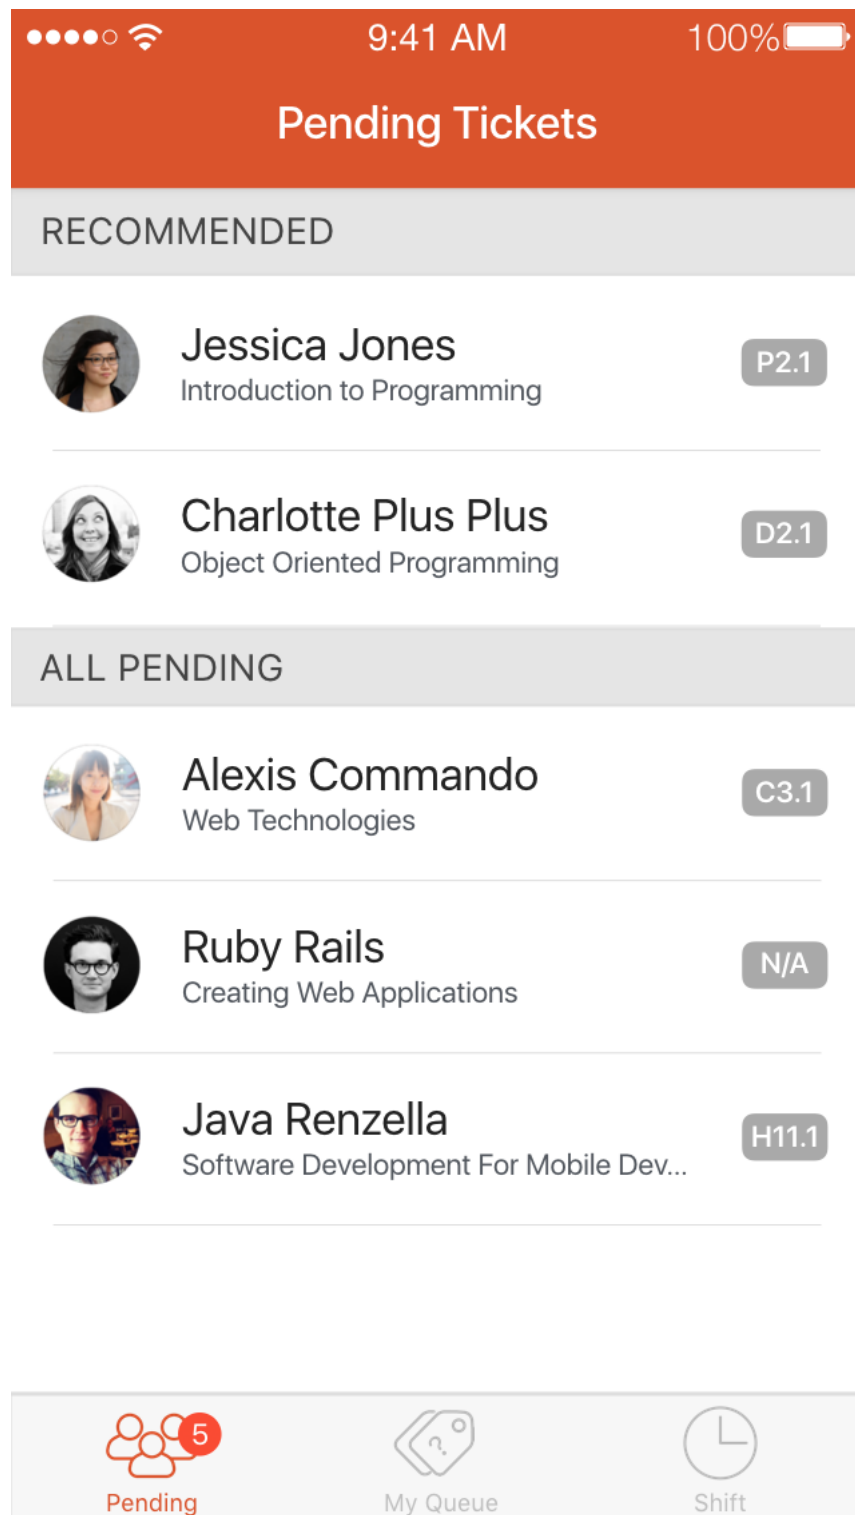 9:41 AM 100%
Pending Tickets
RECOMMENDED
Jessica Jones
Introduction to Programming
P2.1
Charlotte Plus Plus
Object Oriented Programming
D2.1
ALL PENDING
Alexis Commando
Web Technologies
C3.1
Ruby Rails
Creating Web Applications
N/A
Java Renzella
Software Development For Mobile Dev...
H11.1
5
?
Pending My Queue Shift